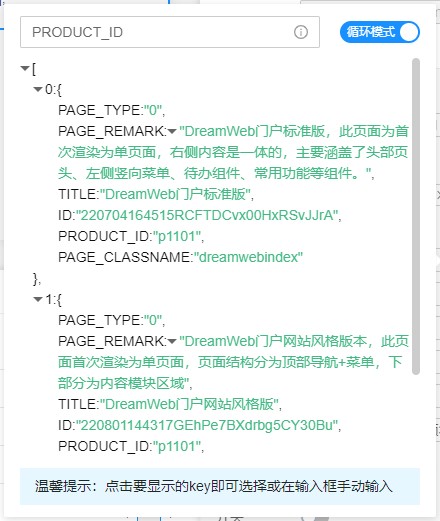 PRODUCT_ID
循环模式
[
0:{
PAGE_TYPE:"0",
PAGE_REMARK: "DreamWeb门户标准版，此页面为首
次渲染为单页面，右侧内容是一体的，主要涵盖了头部页
头、左侧竖向菜单、待办组件、常用功能等组件。",
TITLE:"DreamWeb门户标准版",
ID:"220704164515RCFTDCvx00HxRSvJJrA",
PRODUCT_ID:"p1101",
PAGE_CLASSNAME:"dreamwebindex"
},
1:{
PAGE_TYPE:"0",
PAGE_REMARK: "DreamWeb门户网站风格版本，此页
面首次渲染为单页面，页面结构分为顶部导航+菜单，下
部分为内容模块区域",
TITLE:"DreamWeb门户网站风格版",
ID:"220801144317GEhPe7BXdrbg5CY30Bu",
PRODUCT_ID:"p1101",
温馨提示：点击要显示的key即可选择或在输入框手动输入